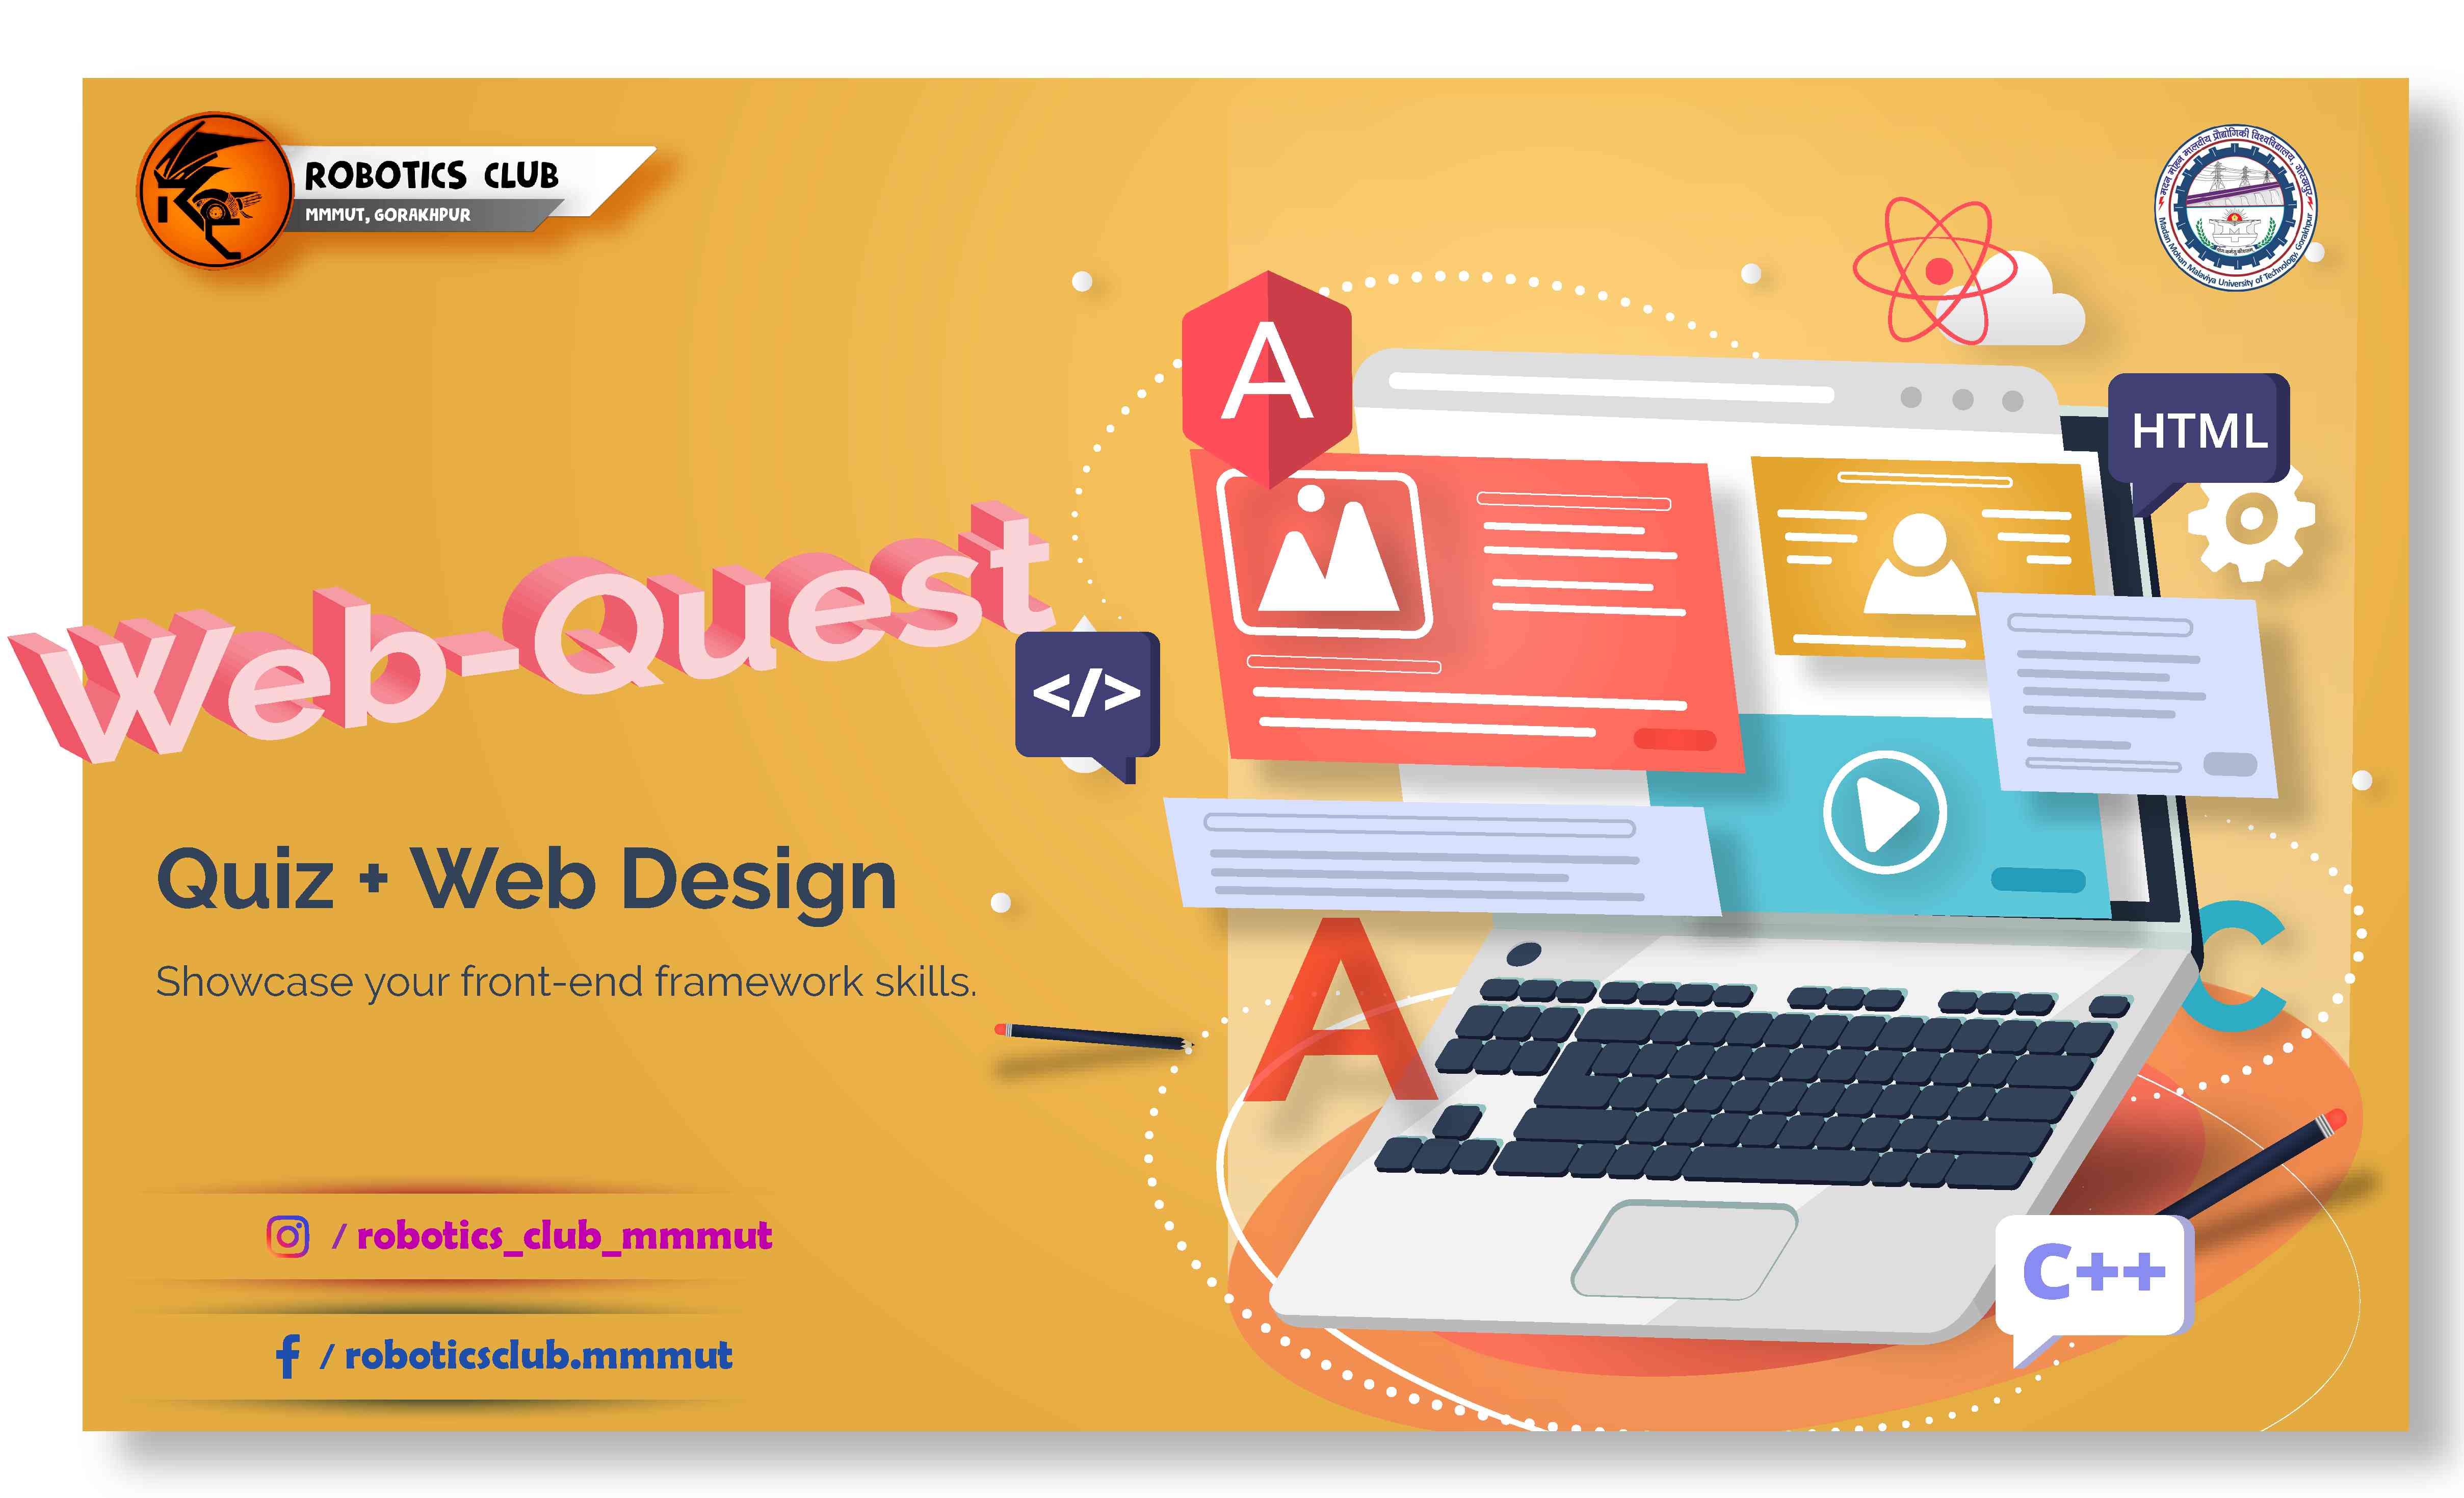 ROBOTICS CLUB
MMMUT, GORAKHPUR
मदन मोहन मालवीय प्रौद्योगिकी विश्वविद्यालय, गोरखपुर
Madan Mohan Malaviya University of Technology, Gorakhpur
A
HTML
Web-Quest
</>
Quiz + Web Design
Showcase your front-end framework skills.
A
C
/ robotics_club_mmmut
C++
f / roboticsclub.mmmut